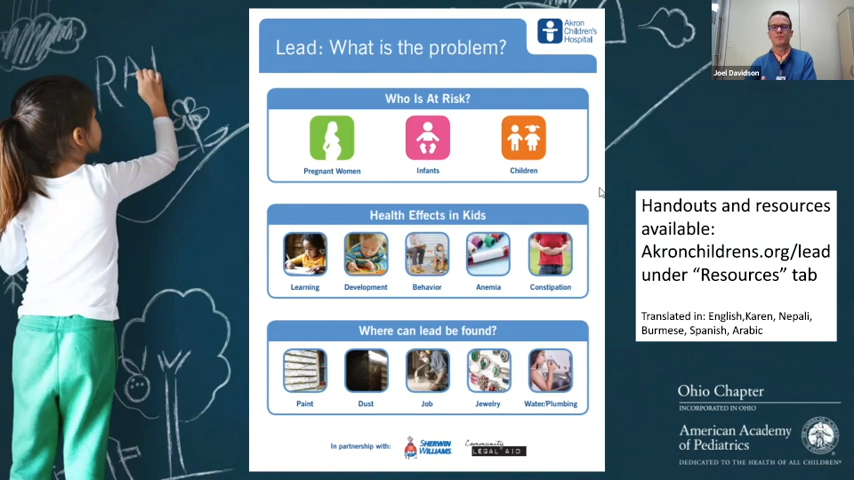 RA
Lead: What is the problem?
Akron
Children's
Hospital
Who Is At Risk?
Pregnant Women
Infants
Children
Health Effects in Kids
Learning
Development
Behavior
Anemia
Constipation
Where can lead be found?
Paint
Dust
Job
Jewelry
Water/Plumbing
In partnership with:
SHERWIN
WILLIAMS.
Community
LEGAL AID
Joel Davidson
Handouts and resources
available:
Akronchildrens.org/lead
under “Resources” tab
Translated in: English,Karen, Nepali,
Burmese, Spanish, Arabic
Ohio Chapter
INCORPORATED IN OHIO
American Academy
of Pediatrics
DEDICATED TO THE HEALTH OF ALL CHILDREN®